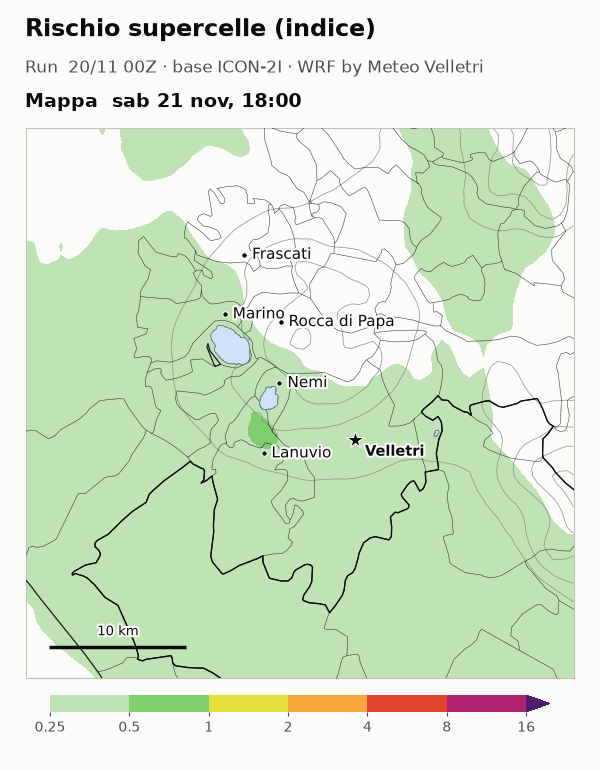 Rischio supercelle (indice)
Run  20/11 00Z · base ICON-2I · WRF by Meteo Velletri
Mappa  sab 21 nov, 18:00
Frascati
Marino
Rocca di Papa
Nemi
Velletri
Lanuvio
10 km
0.25 0.5 1 2 4 8 16